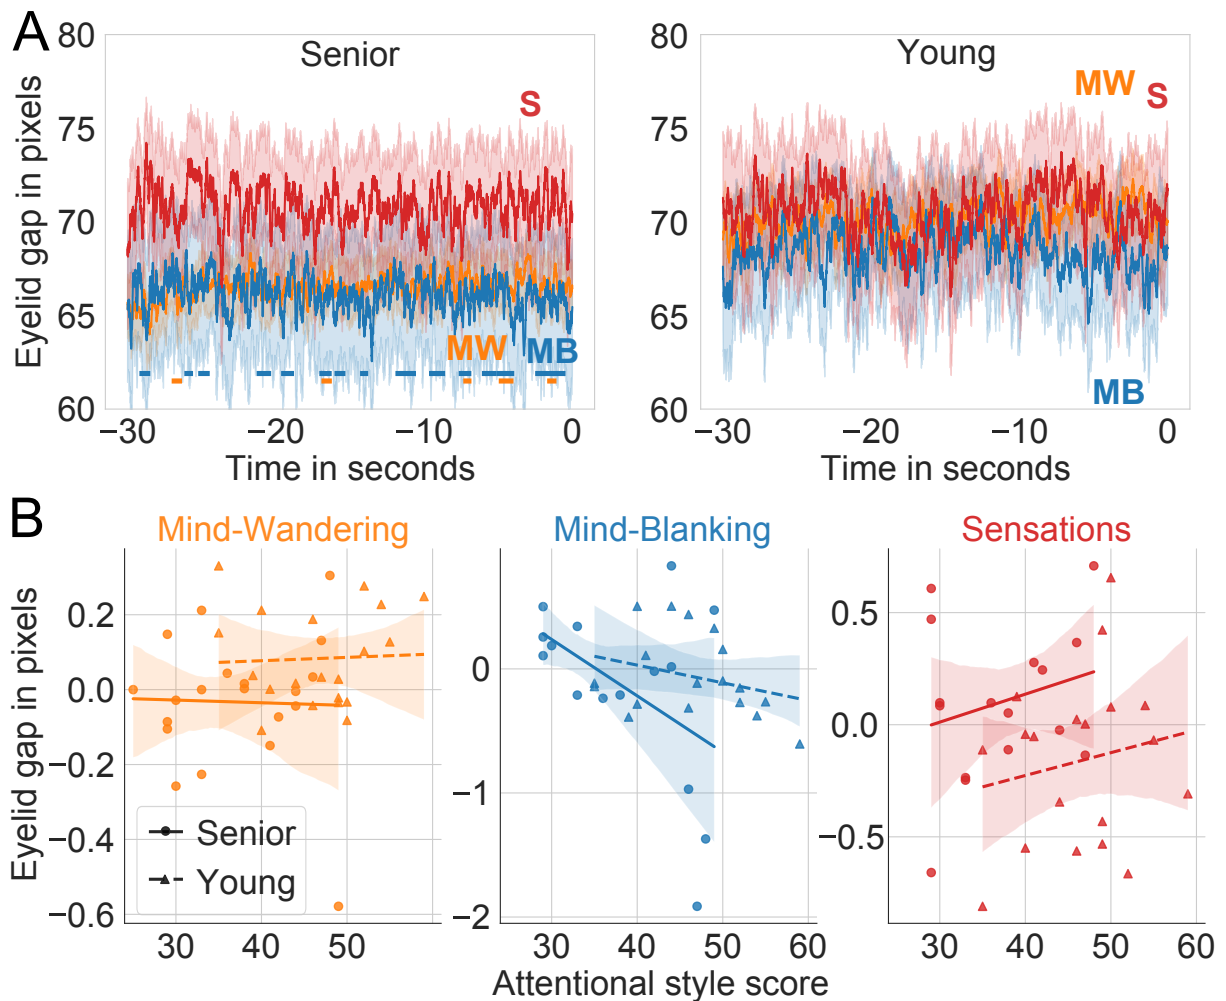 A
Senior
Young
Eyelid gap in pixels
80
75
70
65
60
S
MW
MB
−30
−20
−10
0
Time in seconds
80
75
70
65
60
MW
S
MB
−30
−20
−10
0
Time in seconds
B
Mind-Wandering
Mind-Blanking
Sensations
Eyelid gap in pixels
0.2
0.0
−0.2
−0.4
−0.6
Senior
Young
30
40
50
0
−1
−2
30
40
50
0.5
0.0
−0.5
30
40
50
60
Attentional style score